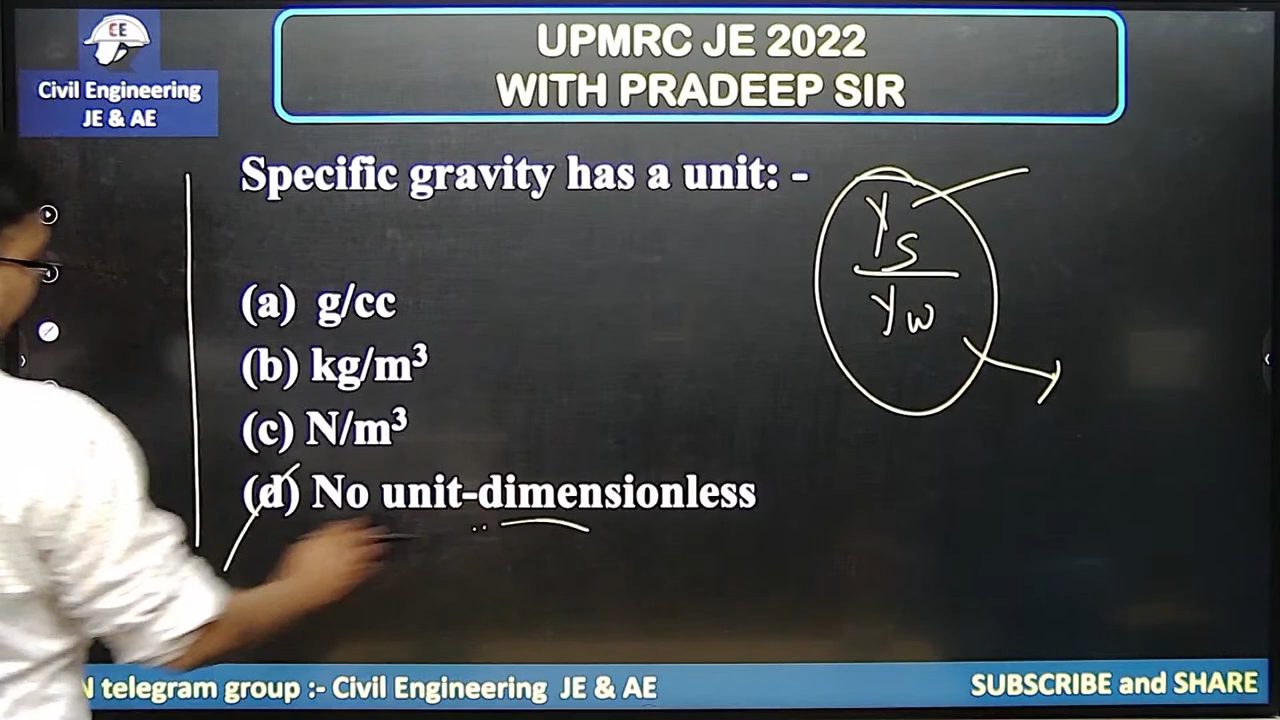 CE
Civil Engineering
JE & AE
UPMRC JE 2022
WITH PRADEEP SIR
Specific gravity has a unit: -
(a) g/cc
(b) kg/m³
(c) N/m³
(d) No unit-dimensionless
γs
γw
N telegram group :- Civil Engineering JE & AE
SUBSCRIBE and SHARE